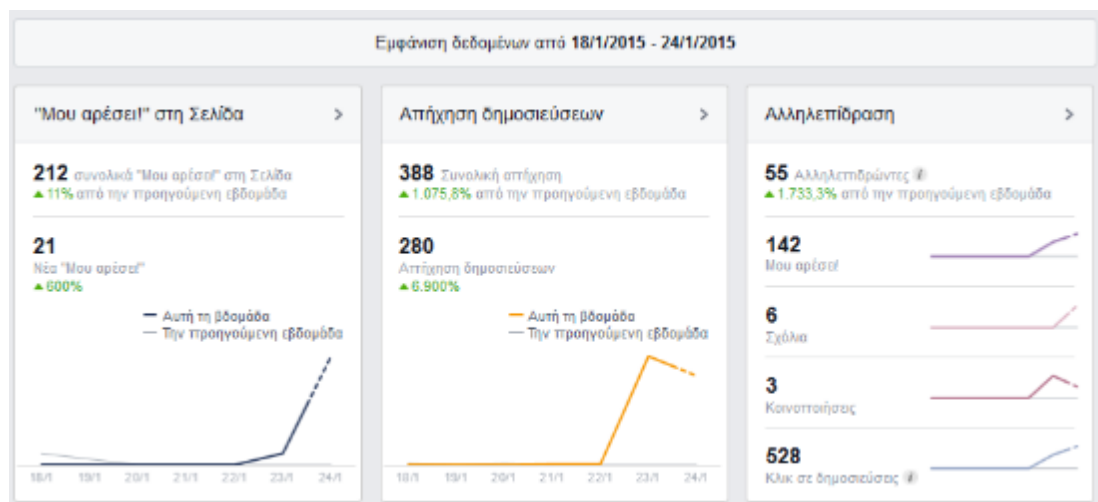 Εμφάνιση δεδομένων από 18/1/2015 - 24/1/2015
"Μου αρέσει!" στη Σελίδα
212 συνολικά "Μου αρέσει!" στη Σελίδα
11% από την προηγούμενη εβδομάδα
21
Νέα "Μου αρέσει!"
600%
Αυτή τη βδομάδα
Την προηγούμενη εβδομάδα
18/1 19/1 20/1 21/1 22/1 23/1 24/1
Απήχηση δημοσιεύσεων
388 Συνολική απήχηση
1.075,8% από την προηγούμενη εβδομάδα
280
Απήχηση δημοσιεύσεων
6.900%
Αυτή τη βδομάδα
Την προηγούμενη εβδομάδα
18/1 19/1 20/1 21/1 22/1 23/1 24/1
Αλληλεπίδραση
55 Αλληλεπιδρώντες i
1.733,3% από την προηγούμενη εβδομάδα
142
Μου αρέσει!
6
Σχόλια
3
Κοινοποιήσεις
528
Κλικ σε δημοσιεύσεις i